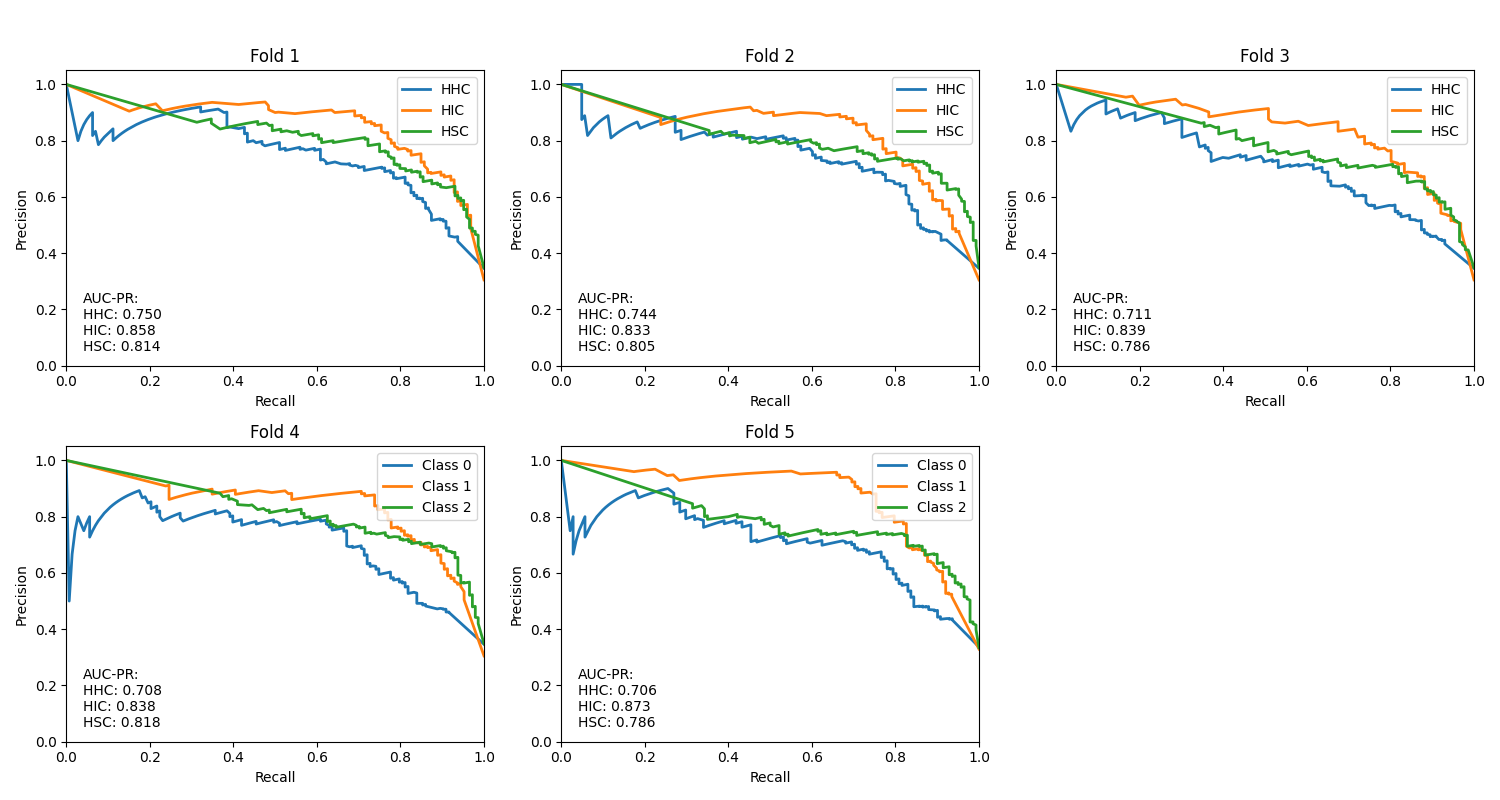 Fold 1
Precision
1.0
0.8
0.6
0.4
0.2
0.0
HHC
HIC
HSC
AUC-PR:
HHC: 0.750
HIC: 0.858
HSC: 0.814
0.0 0.2 0.4 0.6 0.8 1.0
Recall
Fold 2
Precision
1.0
0.8
0.6
0.4
0.2
0.0
HHC
HIC
HSC
AUC-PR:
HHC: 0.744
HIC: 0.833
HSC: 0.805
0.0 0.2 0.4 0.6 0.8 1.0
Recall
Fold 3
Precision
1.0
0.8
0.6
0.4
0.2
0.0
HHC
HIC
HSC
AUC-PR:
HHC: 0.711
HIC: 0.839
HSC: 0.786
0.0 0.2 0.4 0.6 0.8 1.0
Recall
Fold 4
Precision
1.0
0.8
0.6
0.4
0.2
0.0
Class 0
Class 1
Class 2
AUC-PR:
HHC: 0.708
HIC: 0.838
HSC: 0.818
0.0 0.2 0.4 0.6 0.8 1.0
Recall
Fold 5
Precision
1.0
0.8
0.6
0.4
0.2
0.0
Class 0
Class 1
Class 2
AUC-PR:
HHC: 0.706
HIC: 0.873
HSC: 0.786
0.0 0.2 0.4 0.6 0.8 1.0
Recall